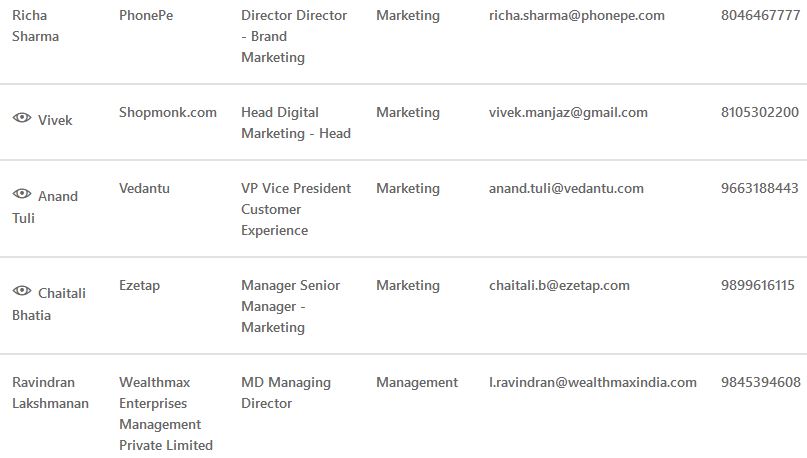 Richa PhonePe Director Director Marketing richa.sharma@phonepe.com 8046467777
Sharma - Brand
Marketing
Vivek Shopmonk.com Head Digital Marketing vivek.manjaz@gmail.com 8105302200
Marketing - Head
Anand Vedantu VP Vice President Marketing anand.tuli@vedantu.com 9663188443
Tuli Customer
Experience
Chaitali Ezetap Manager Senior Marketing chaitali.b@ezetap.com 9899616115
Bhatia Manager -
Marketing
Ravindran Wealthmax MD Managing Management l.ravindran@wealthmaxindia.com 9845394608
Lakshmanan Enterprises Director
Management
Private Limited